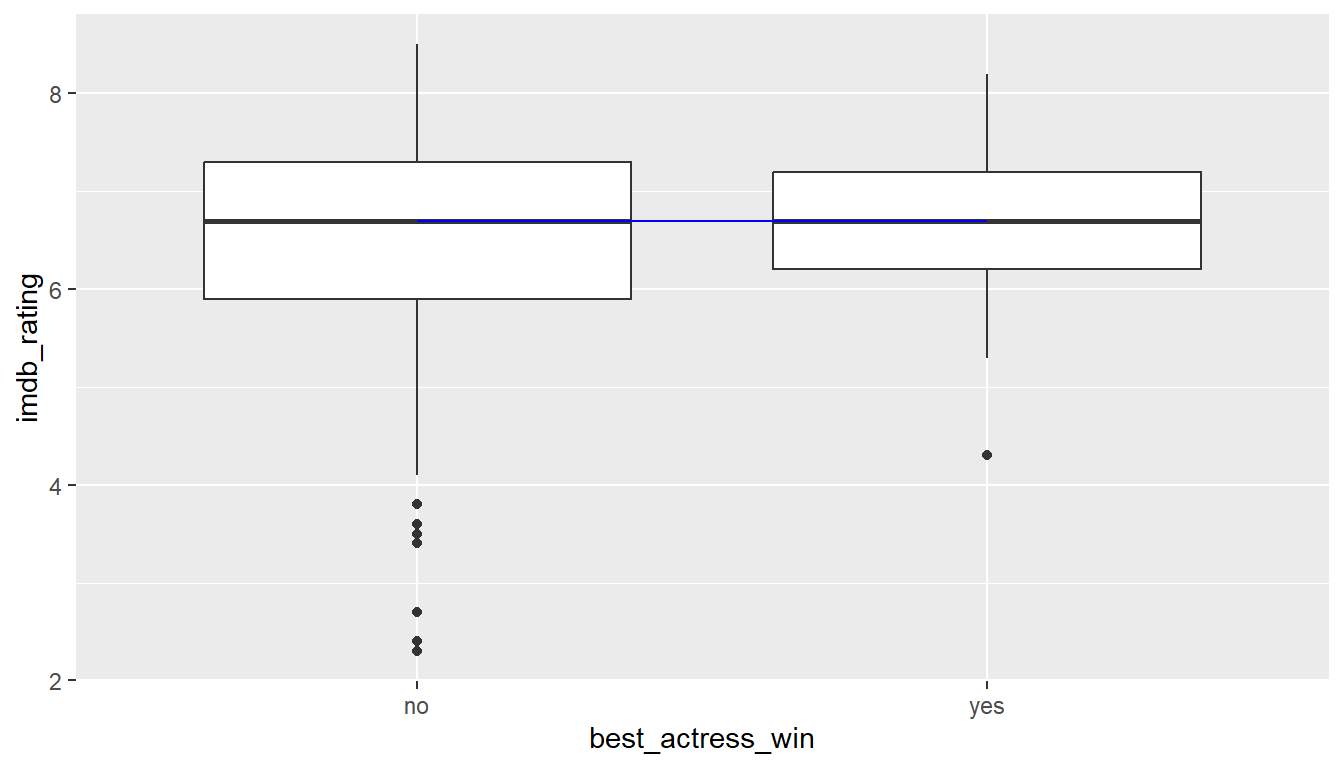 imdb_rating
8
6
4
2
no yes
best_actress_win